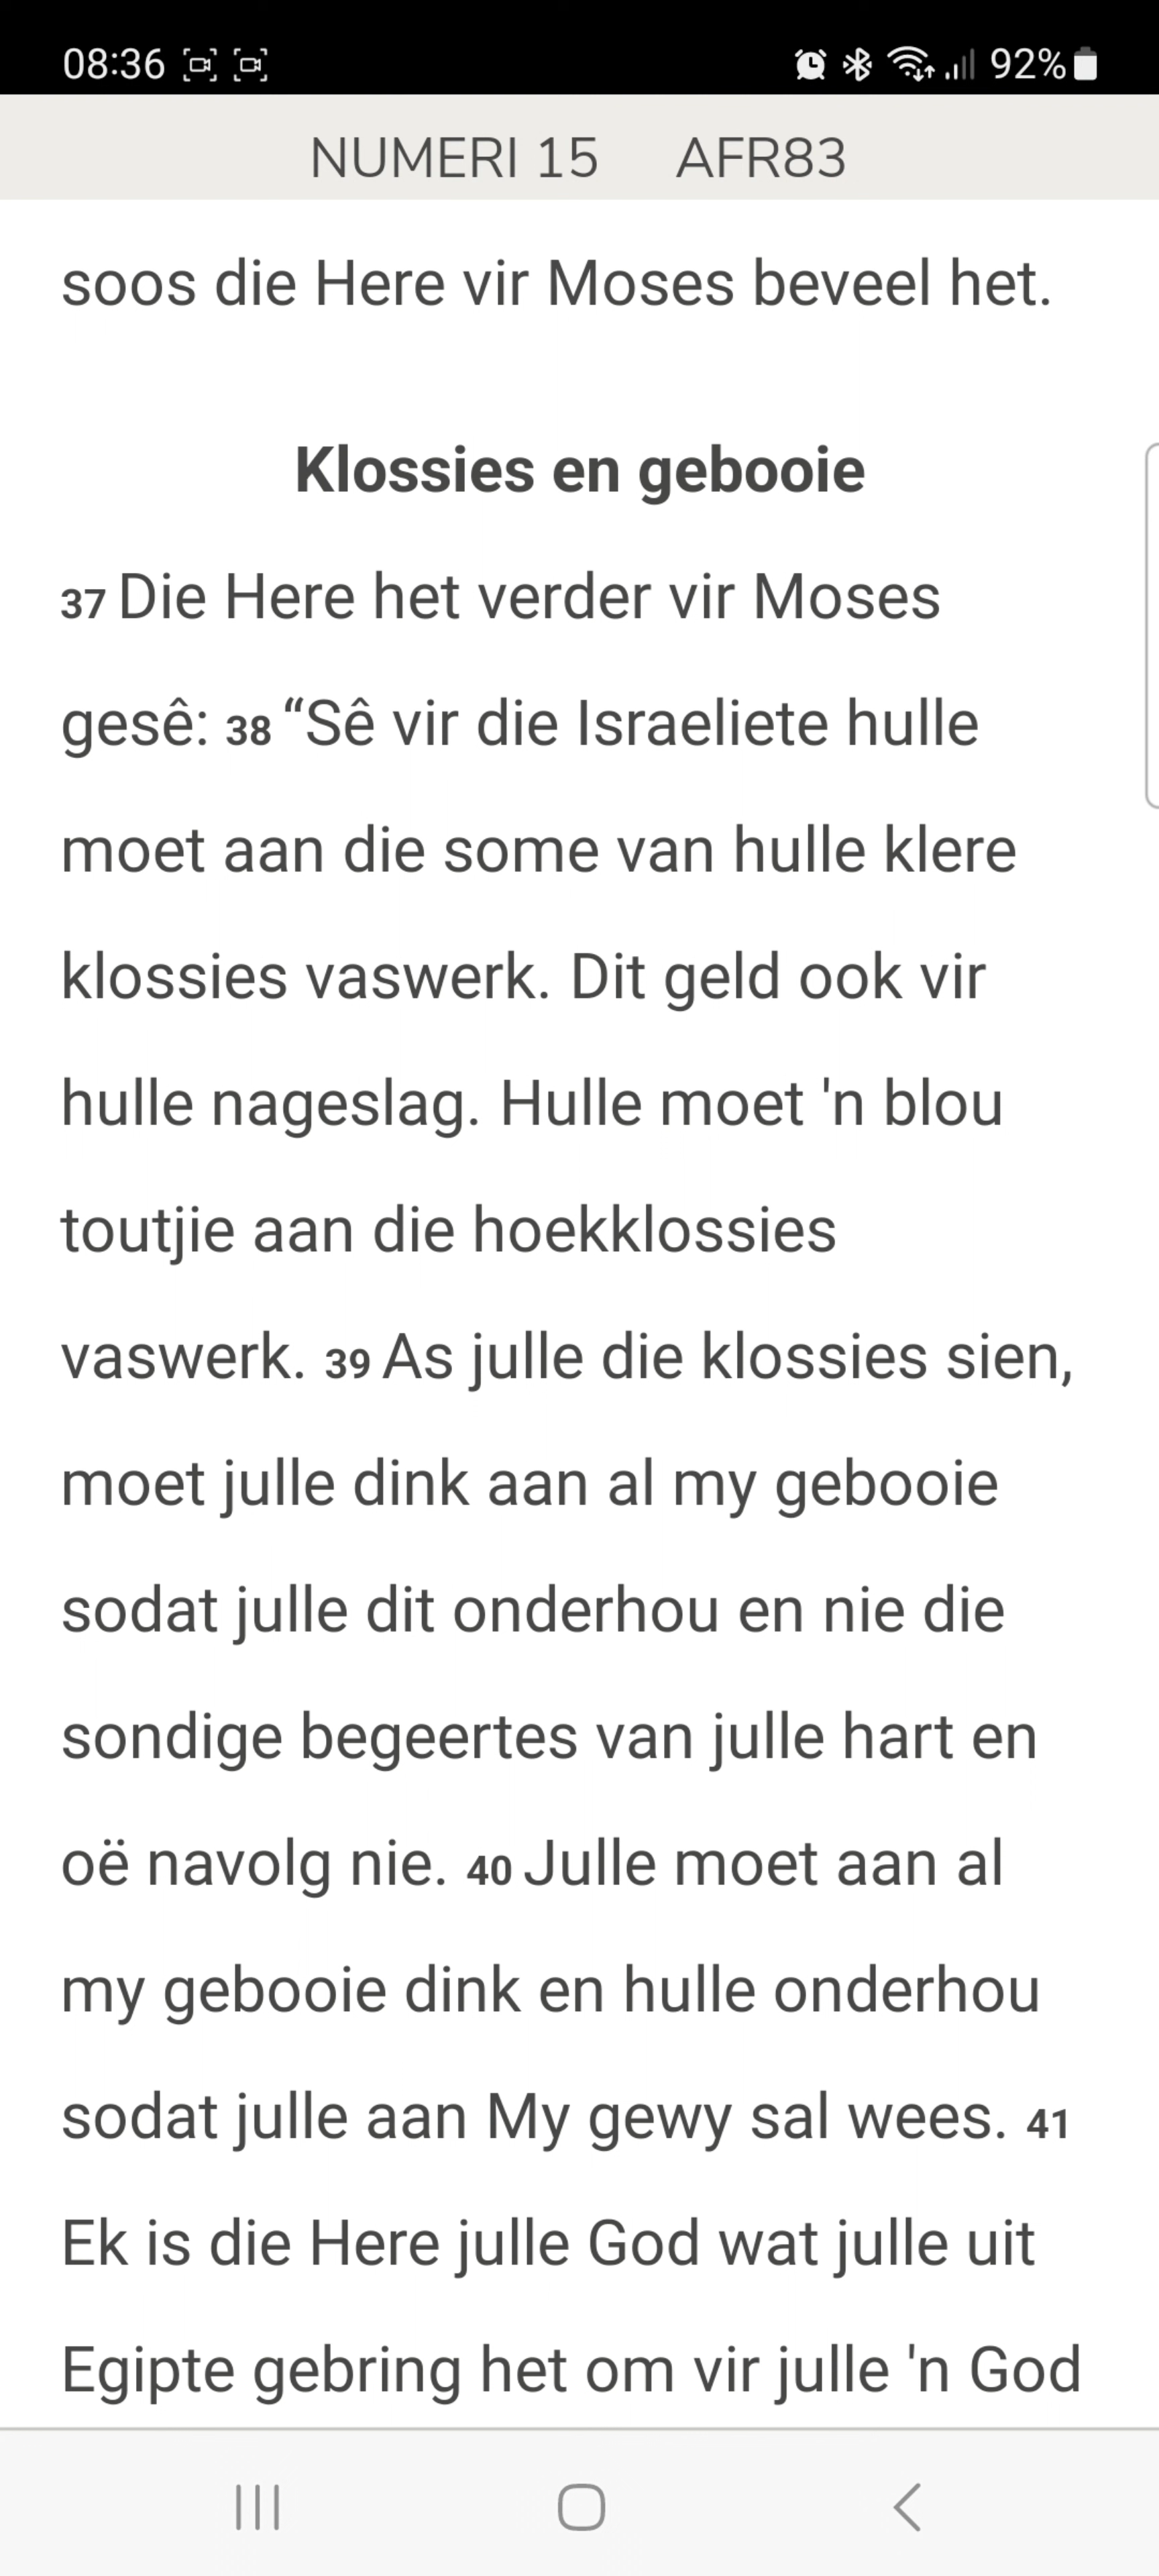 08:36 92%
NUMERI 15 AFR83
soos die Here vir Moses beveel het.
Klossies en gebooie
37 Die Here het verder vir Moses
gesê: 38 “Sê vir die Israeliete hulle
moet aan die some van hulle klere
klossies vaswerk. Dit geld ook vir
hulle nageslag. Hulle moet 'n blou
toutjie aan die hoekklossies
vaswerk. 39 As julle die klossies sien,
moet julle dink aan al my gebooie
sodat julle dit onderhou en nie die
sondige begeertes van julle hart en
oë navolg nie. 40 Julle moet aan al
my gebooie dink en hulle onderhou
sodat julle aan My gewy sal wees. 41
Ek is die Here julle God wat julle uit
Egipte gebring het om vir julle 'n God